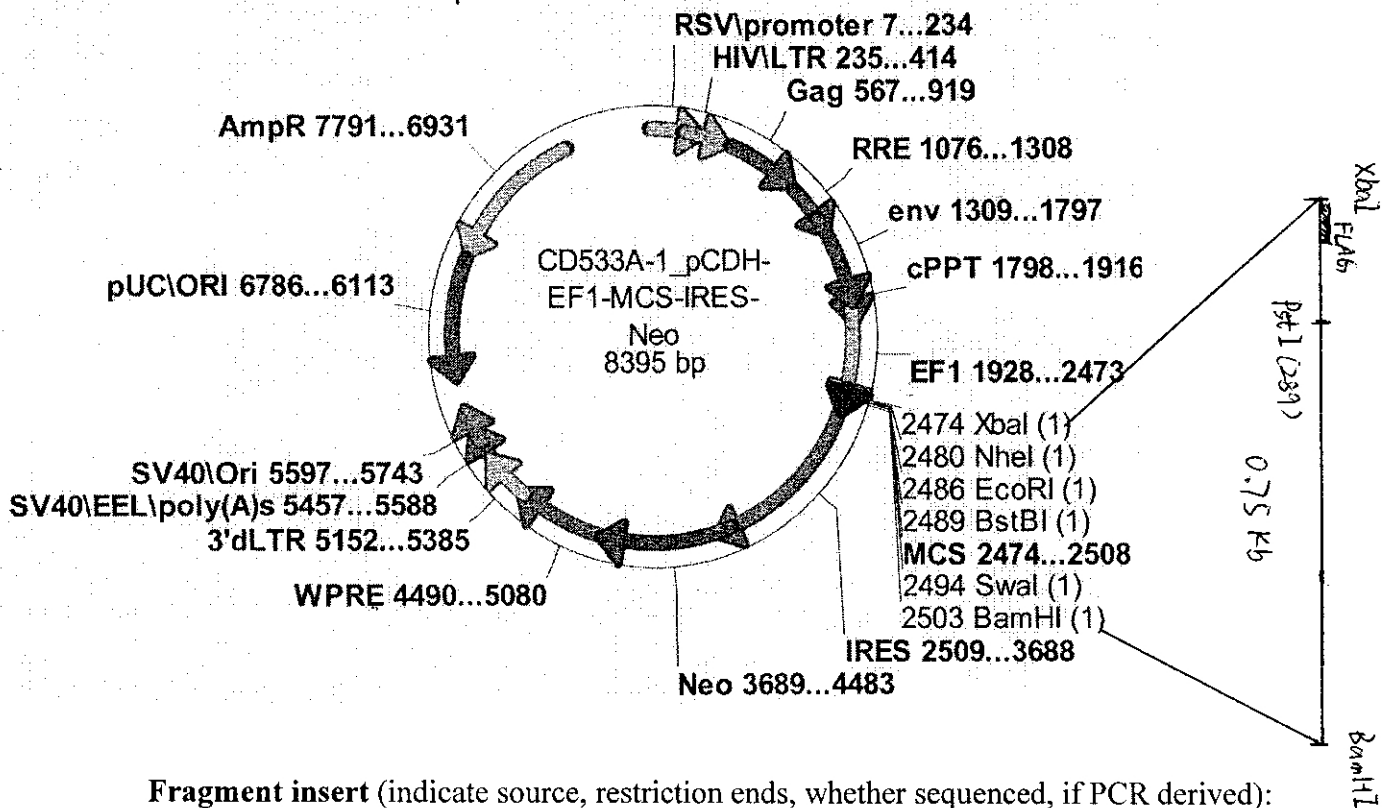 RSV\promoter 7...234
HIV\LTR 235...414
Gag 567...919
AmpR 7791...6931
RRE 1076...1308
env 1309...1797
cPPT 1798...1916
CD533A-1_pCDH-
EF1-MCS-IRES-
Neo
8395 bp
pUC\ORI 6786...6113
EF1 1928...2473
2474 XbaI (1)
2480 NheI (1)
2486 EcoRI (1)
2489 BstBI (1)
MCS 2474...2508
2494 SwaI (1)
2503 BamHI (1)
SV40\Ori 5597...5743
SV40\EEL\poly(A)s 5457...5588
3'dLTR 5152...5385
WPRE 4490...5080
IRES 2509...3688
Neo 3689...4483
XbaI
FLAG
PstI (289)
0.75 Kb
BamHI
Fragment insert (indicate source, restriction ends, whether sequenced, if PCR derived):